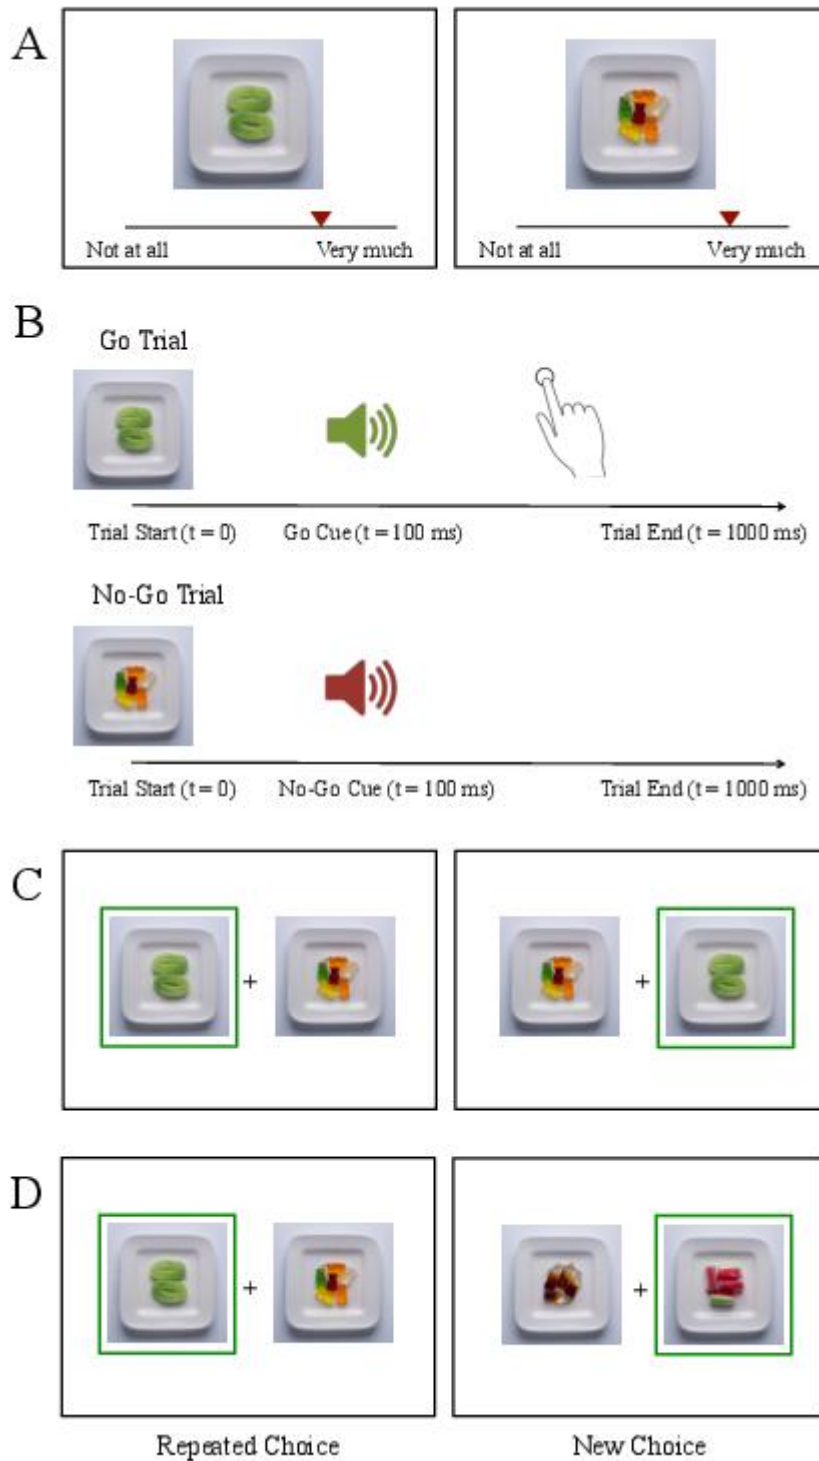 A
Not at all Very much
Not at all Very much
B
Go Trial
Trial Start (t = 0) Go Cue (t = 100 ms) Trial End (t = 1000 ms)
No-Go Trial
Trial Start (t = 0) No-Go Cue (t = 100 ms) Trial End (t = 1000 ms)
C
+ +
D
+ +
Repeated Choice New Choice